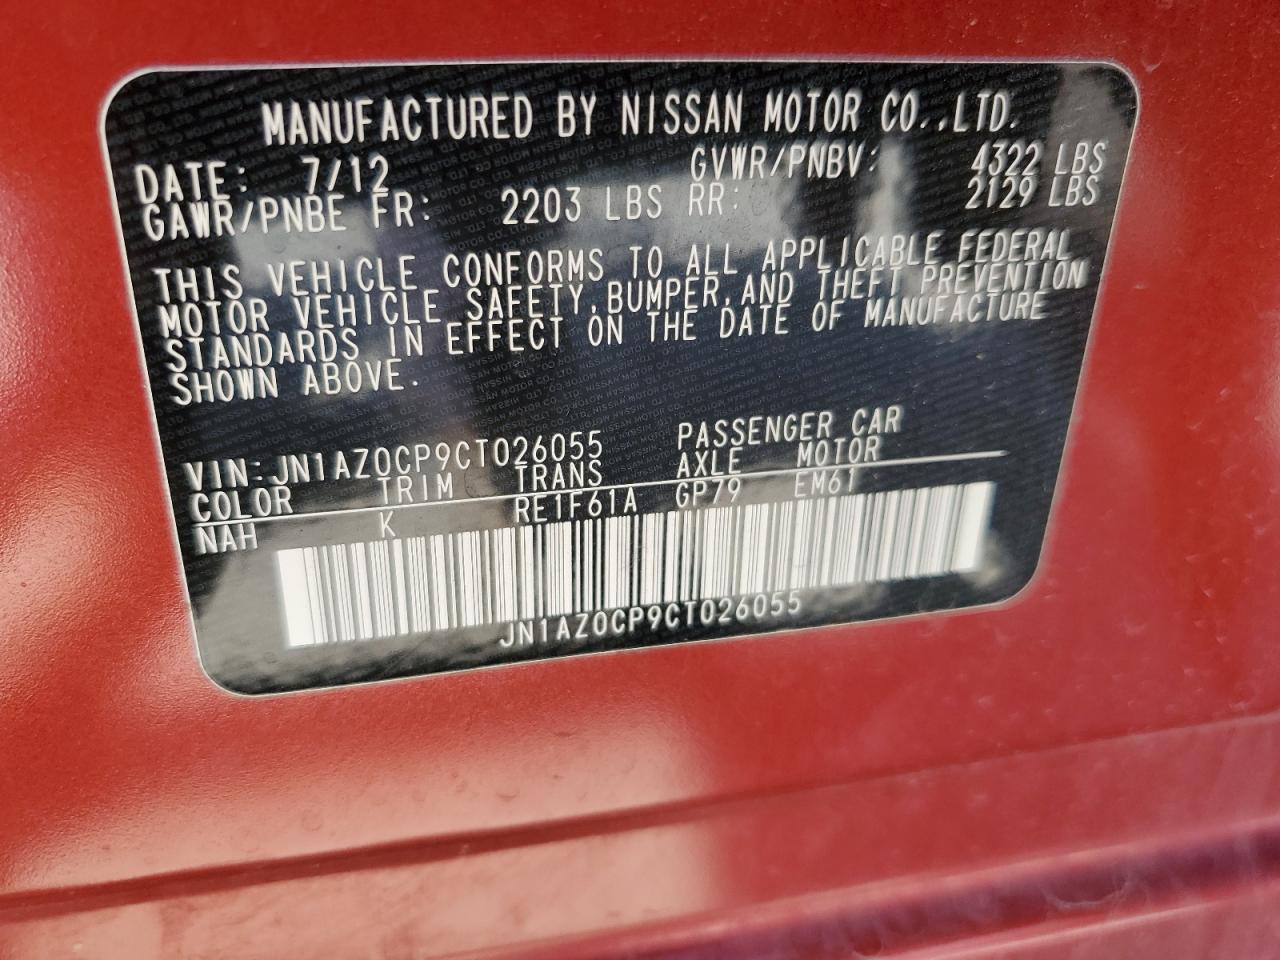 MANUFACTURED BY NISSAN MOTOR CO.,LTD.
DATE: 7/12 GVWR/PNBV: 4322 LBS
GAWR/PNBE FR: 2203 LBS RR: 2129 LBS
THIS VEHICLE CONFORMS TO ALL APPLICABLE FEDERAL
MOTOR VEHICLE SAFETY,BUMPER,AND THEFT PREVENTION
STANDARDS IN EFFECT ON THE DATE OF MANUFACTURE
SHOWN ABOVE.
VIN:JN1AZ0CP9CT026055 PASSENGER CAR
COLOR TRIM TRANS AXLE MOTOR
NAH K RE1F61A GP79 EM61
JN1AZ0CP9CT026055